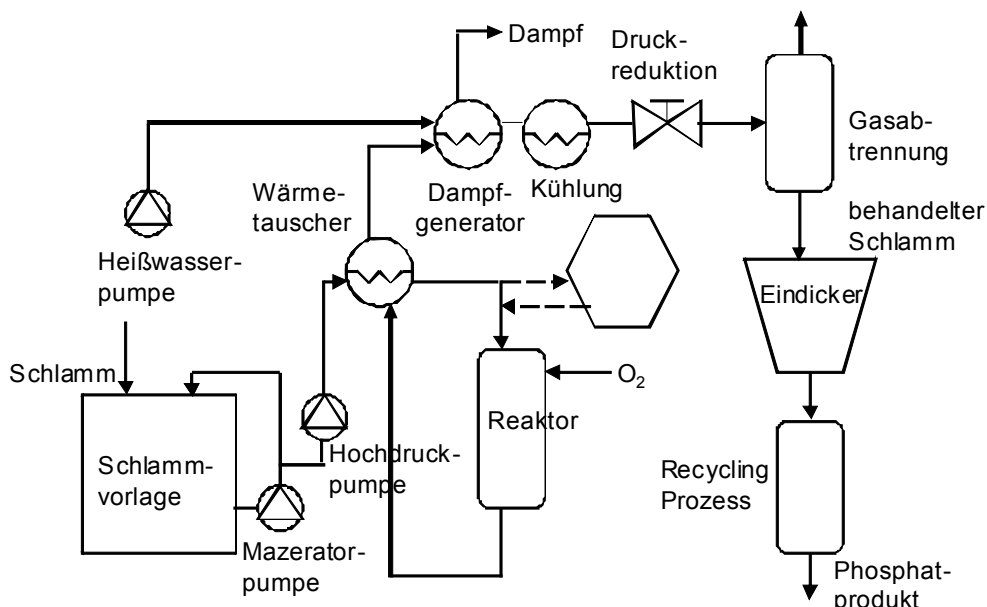 Dampf
Druck-
reduktion
Gasab-
trennung
Wärme-
tauscher
Dampf-
generator
Kühlung
behandelter
Schlamm
Heißwasser-
pumpe
Eindicker
Schlamm
O2
Reaktor
Schlamm-
vorlage
Hochdruck-
pumpe
Recycling
Prozess
Mazerator-
pumpe
Phosphat-
produkt